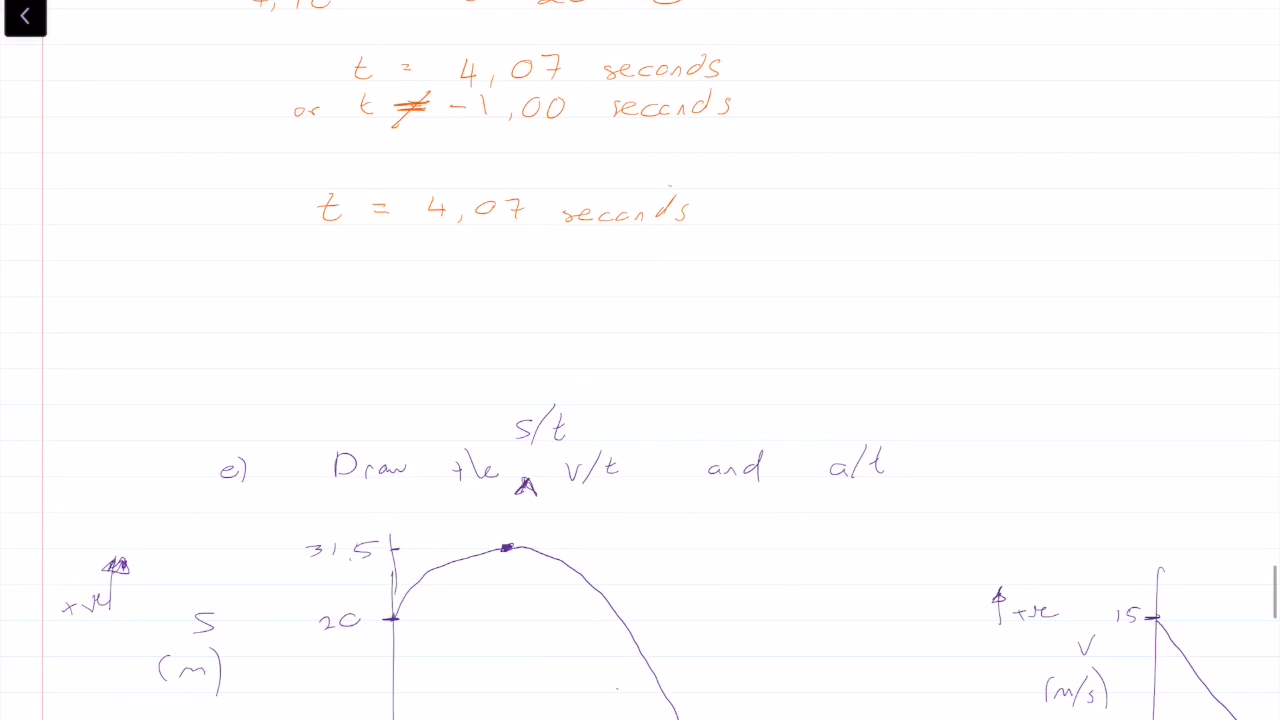 t = 4,07 seconds
or t ≠ -1,00 seconds
t = 4,07 seconds
s/t
e) Draw the v/t and a/t
31.5
+ve
S
20
(m)
+ve
15
V
(m/s)